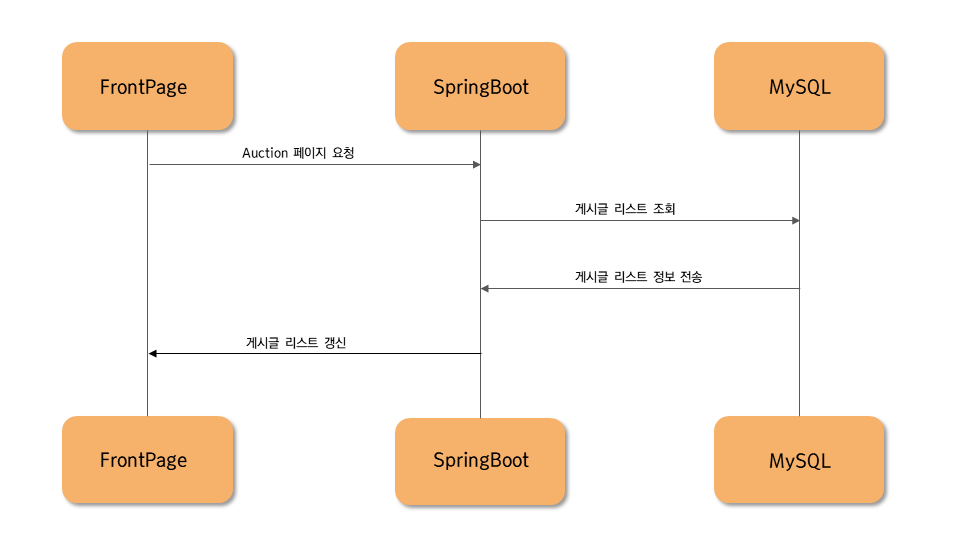 FrontPage
SpringBoot
MySQL
Auction 페이지 요청
게시글 리스트 조회
게시글 리스트 정보 전송
게시글 리스트 갱신
FrontPage
SpringBoot
MySQL